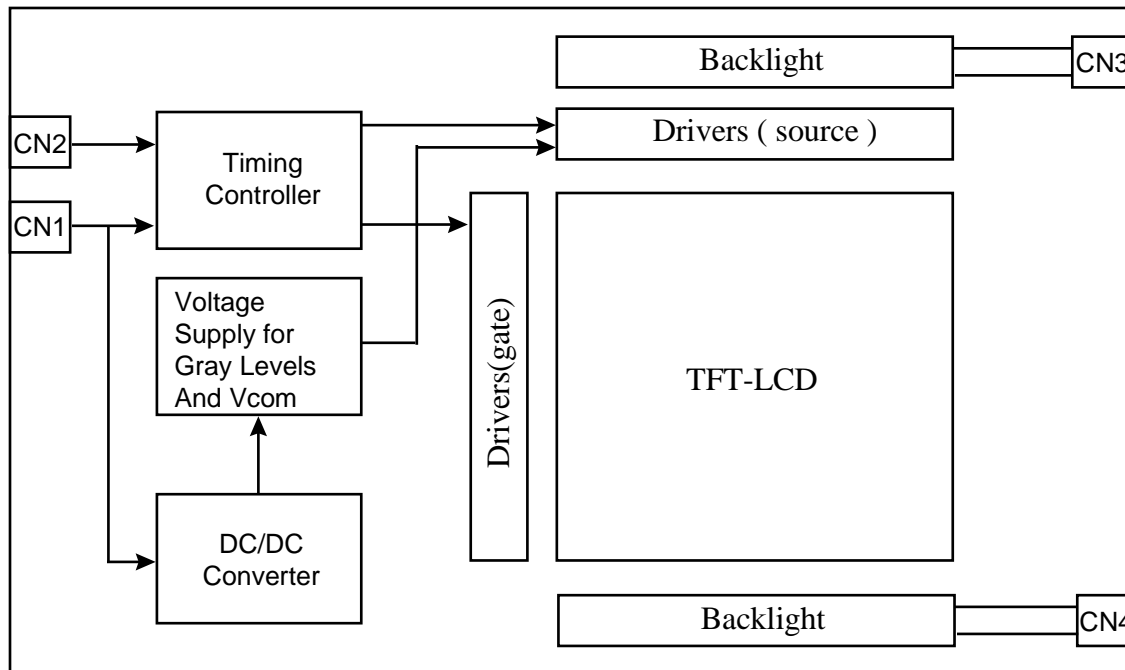 Backlight
CN3
Drivers ( source )
CN2
Timing
Controller
CN1
Voltage
Supply for
Gray Levels
And Vcom
Drivers(gate)
TFT-LCD
DC/DC
Converter
Backlight
CN4